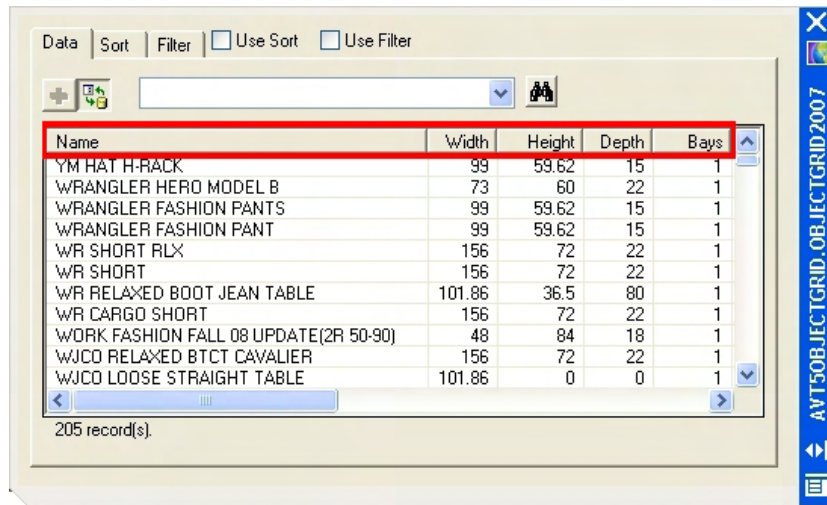 Data Sort Filter Use Sort Use Filter
Name Width Height Depth Bays
YM HAT H-RACK 99 59.62 15 1
WRANGLER HERO MODEL B 73 60 22 1
WRANGLER FASHION PANTS 99 59.62 15 1
WRANGLER FASHION PANT 99 59.62 15 1
WR SHORT RLX 156 72 22 1
WR SHORT 156 72 22 1
WR RELAXED BOOT JEAN TABLE 101.86 36.5 80 1
WR CARGO SHORT 156 72 22 1
WORK FASHION FALL 08 UPDATE(2R 50-90) 48 84 18 1
WJCO RELAXED BTCT CAVALIER 156 72 22 1
WJCO LOOSE STRAIGHT TABLE 101.86 0 0 1
205 record(s).
AVT5OBJECTGRID.OBJECTGRID2007